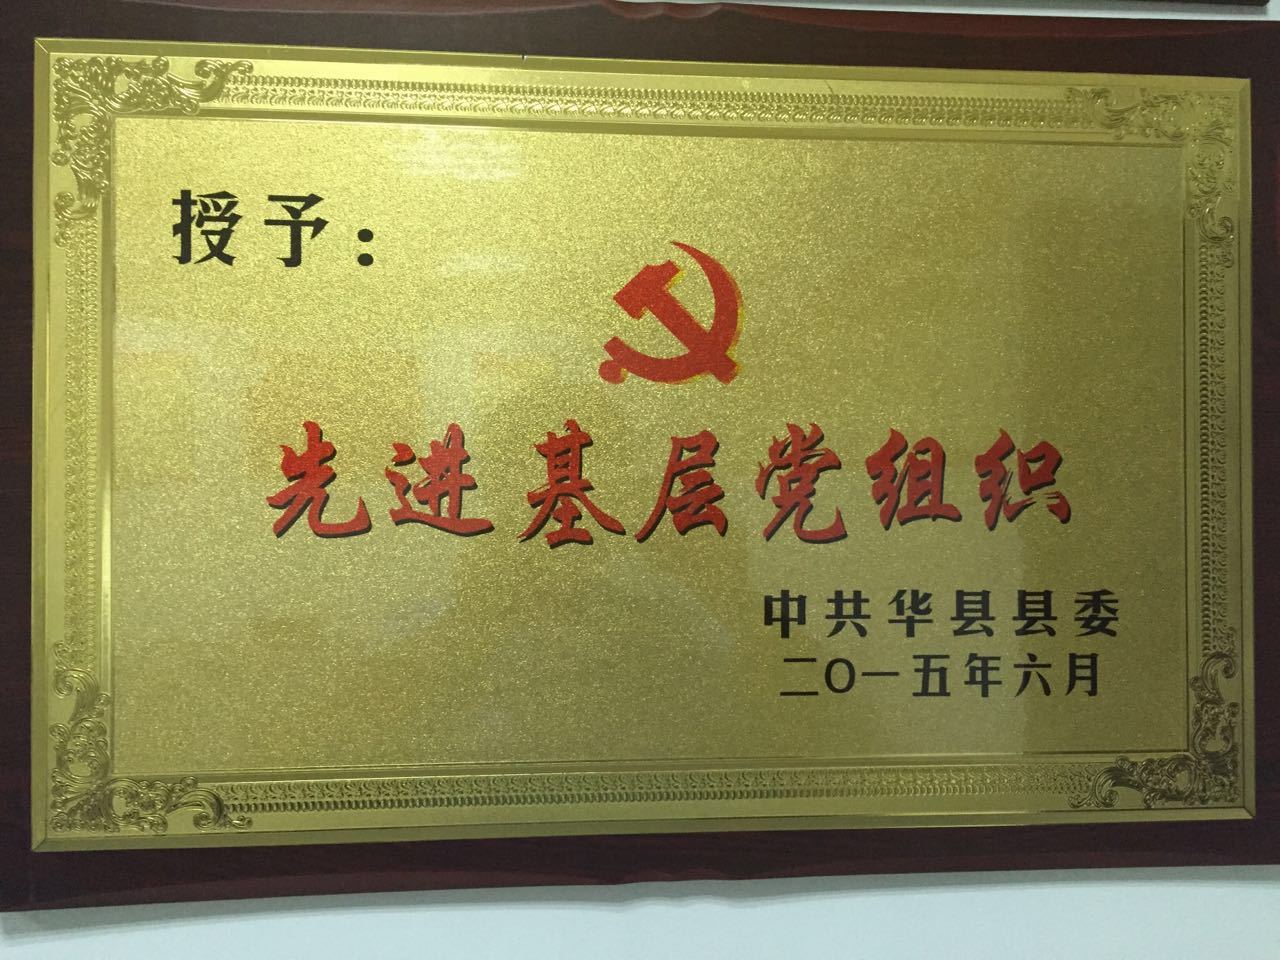 授予：
先进基层党组织
中共华县县委
二〇一五年六月